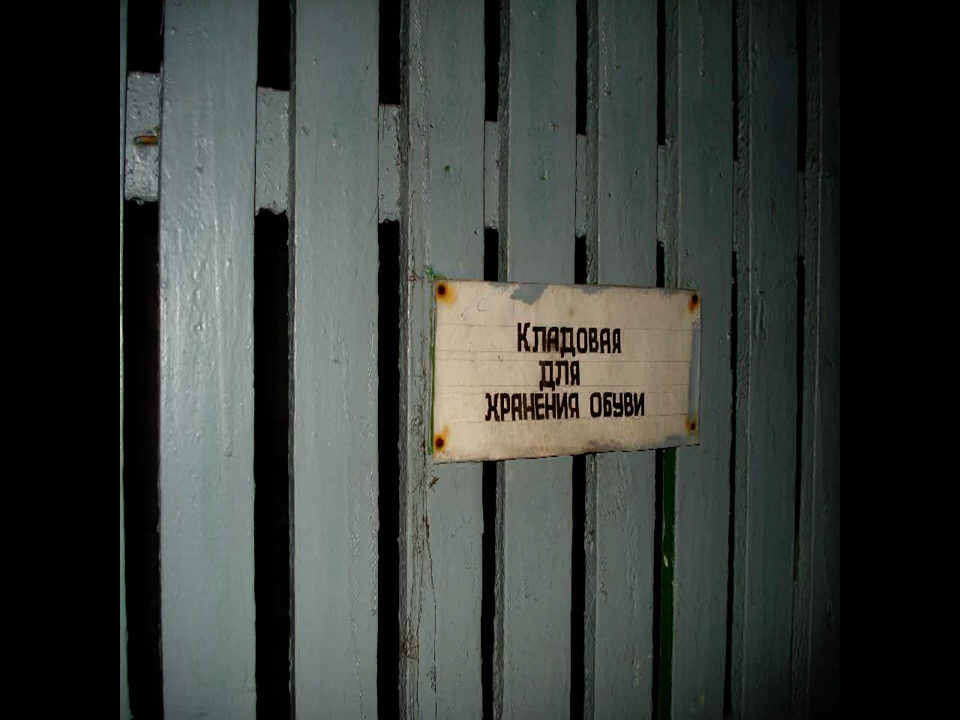 Кладовая
для
хранения обуви